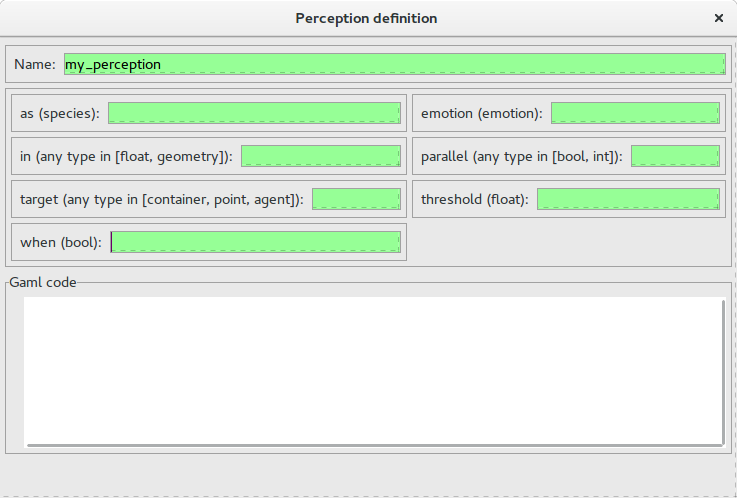 Perception definition ×
Name: my_perception
as (species): emotion (emotion):
in (any type in [float, geometry]): parallel (any type in [bool, int]):
target (any type in [container, point, agent]): threshold (float):
when (bool):
Gaml code